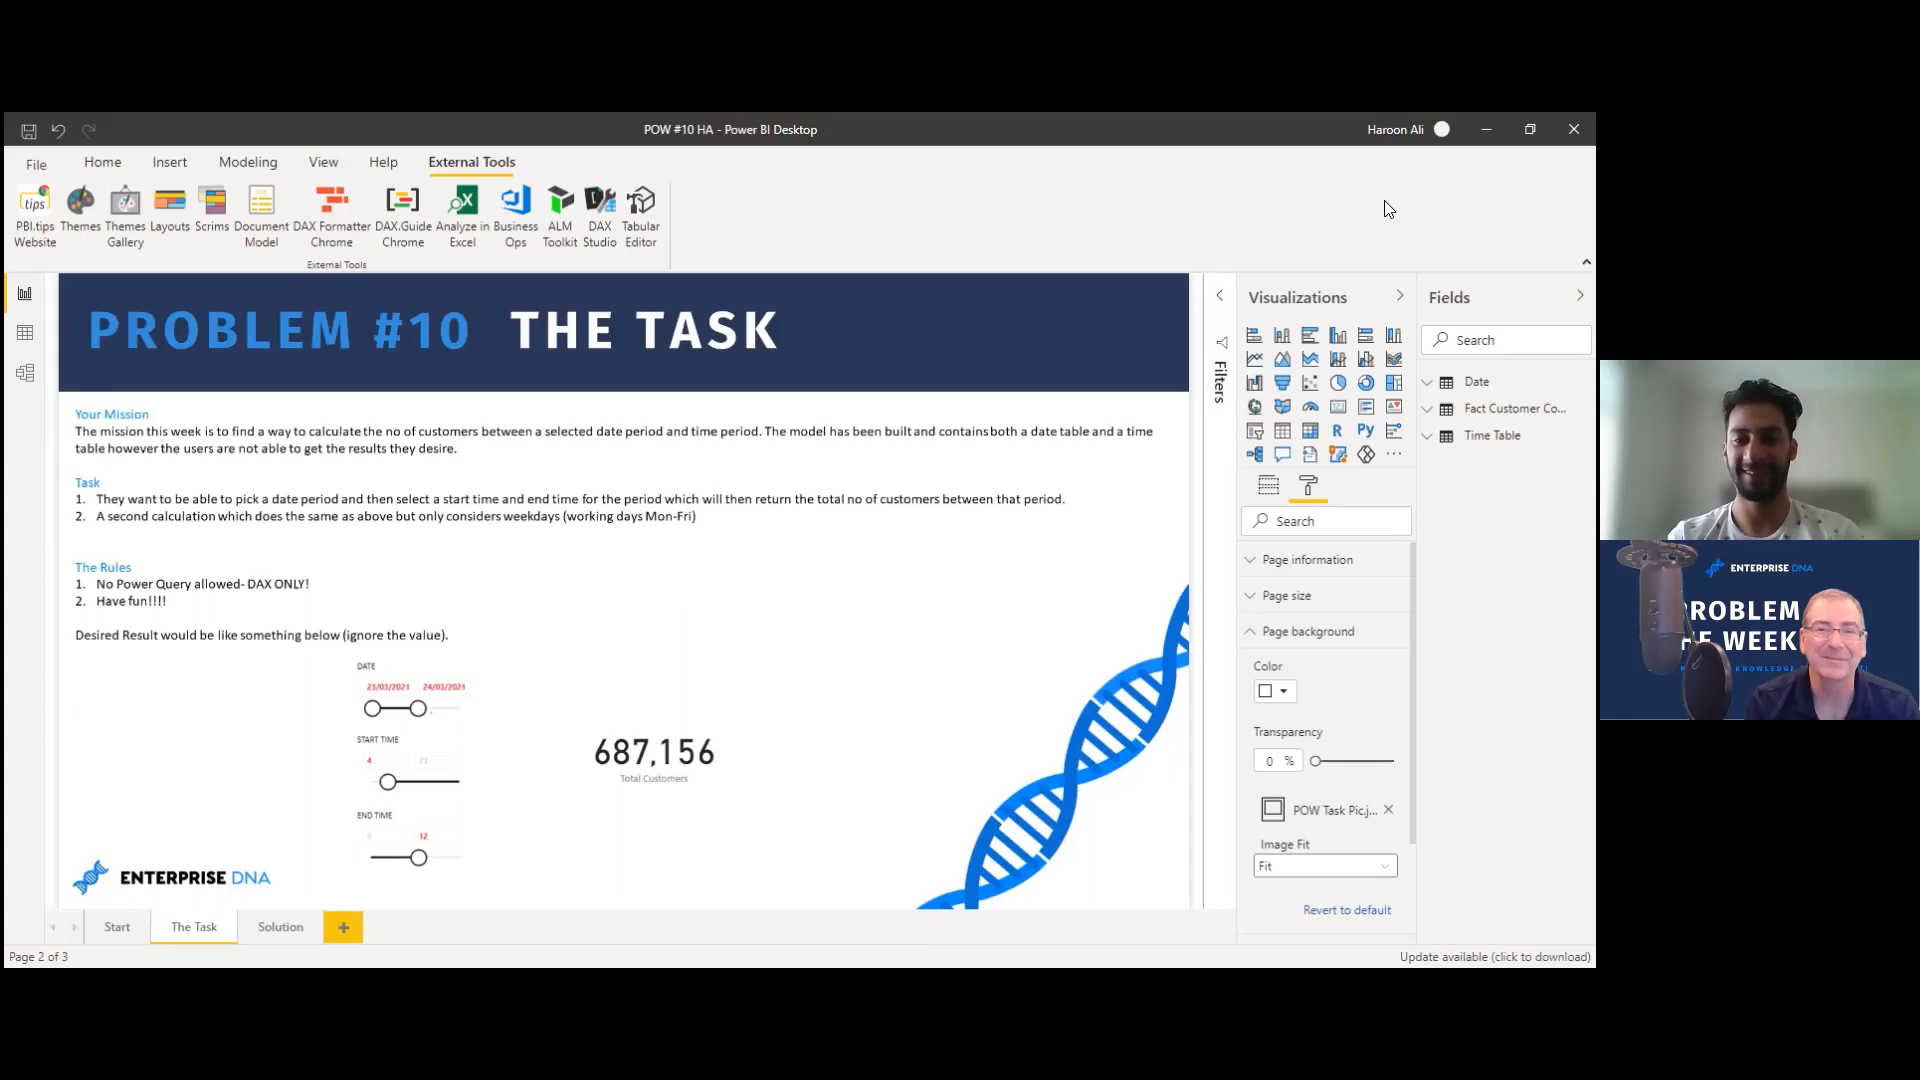 POW #10 HA - Power BI Desktop
Haroon Ali
File Home Insert Modeling View Help External Tools
tips
PBI.tips Website
Themes
Themes Gallery
Layouts
Scrims
Document Model
DAX Formatter Chrome
DAX.Guide Chrome
Analyze in Excel
Business Ops
ALM Toolkit
DAX Studio
Tabular Editor
External Tools
PROBLEM #10 THE TASK
Your Mission
The mission this week is to find a way to calculate the no of customers between a selected date period and time period. The model has been built and contains both a date table and a time
table however the users are not able to get the results they desire.
Task
1. They want to be able to pick a date period and then select a start time and end time for the period which will then return the total no of customers between that period.
2. A second calculation which does the same as above but only considers weekdays (working days Mon-Fri)
The Rules
1. No Power Query allowed- DAX ONLY!
2. Have fun!!!!
Desired Result would be like something below (ignore the value).
DATE
23/03/2021 24/03/2021
START TIME
4 23
END TIME
0 12
687,156
Total Customers
ENTERPRISE DNA
Filters
Visualizations
R Py
Search
Page information
Page size
Page background
Color
Transparency
0 %
POW Task Pic.j...
Image Fit
Fit
Revert to default
Fields
Search
Date
Fact Customer Co...
Time Table
Start The Task Solution +
Page 2 of 3
Update available (click to download)
ENTERPRISE DNA
PROBLEM
WEEK
KNOWLEDGE